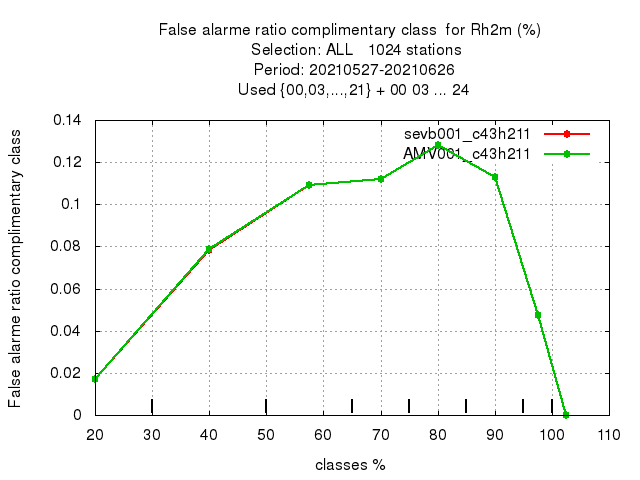 False alarme ratio complimentary class  for Rh2m (%)
Selection: ALL   1024 stations
Period: 20210527-20210626
Used {00,03,...,21} + 00 03 ... 24
sevb001_c43h211
AMV001_c43h211
False alarme ratio complimentary class
0.14
0.12
0.1
0.08
0.06
0.04
0.02
0
20 30 40 50 60 70 80 90 100 110
classes %